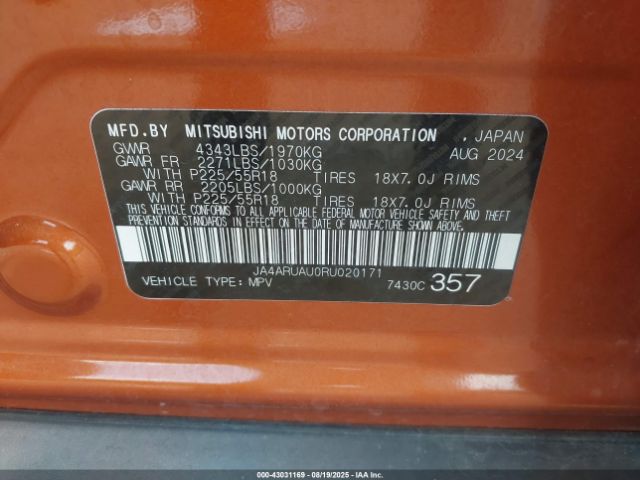 MFD.BY MITSUBISHI MOTORS CORPORATION , JAPAN
GVWR 4343LBS/1970KG AUG 2024
GAWR FR 2271LBS/1030KG
WITH P225/55R18 TIRES 18X7.0J RIMS
GAWR RR 2205LBS/1000KG
WITH P225/55R18 TIRES 18X7.0J RIMS
THIS VEHICLE CONFORMS TO ALL APPLICABLE FEDERAL MOTOR VEHICLE SAFETY AND THEFT
PREVENTION STANDARDS IN EFFECT ON THE DATE OF MANUFACTURE SHOWN ABOVE.
JA4ARUAU0RU020171
VEHICLE TYPE: MPV 7430C 357
000-43031169 - 08/19/2025 - IAAI.COM